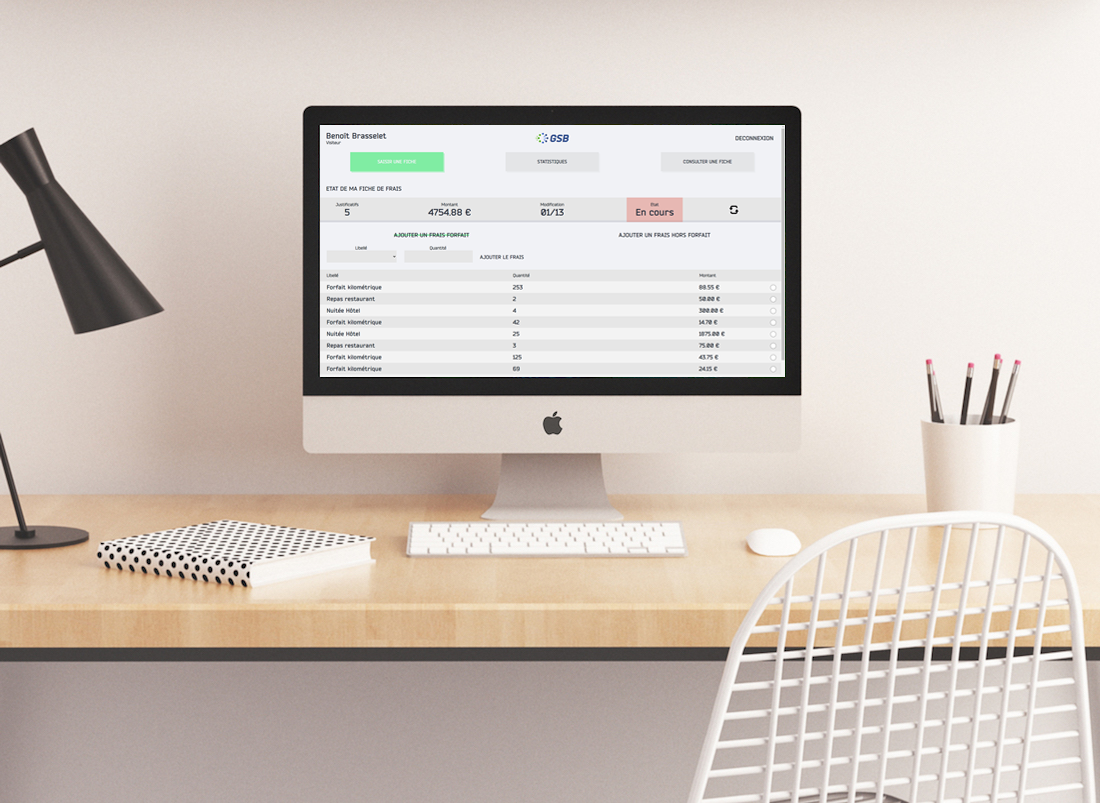 Benoît Brasselet
Visiteur
GSB
DECONNEXION
SAISIR UNE FICHE
STATISTIQUES
CONSULTER UNE FICHE
ETAT DE MA FICHE DE FRAIS
Justificatifs Montant Modification Etat
5 4754.88 € 01/13 En cours
AJOUTER UN FRAIS FORFAIT AJOUTER UN FRAIS HORS FORFAIT
Libellé Quantité
AJOUTER LE FRAIS
Libellé Quantité Montant
Forfait kilométrique 253 88.55 €
Repas restaurant 2 50.00 €
Nuitée Hôtel 4 300.00 €
Forfait kilométrique 42 14.70 €
Nuitée Hôtel 25 1875.00 €
Repas restaurant 3 75.00 €
Forfait kilométrique 125 43.75 €
Forfait kilométrique 69 24.15 €